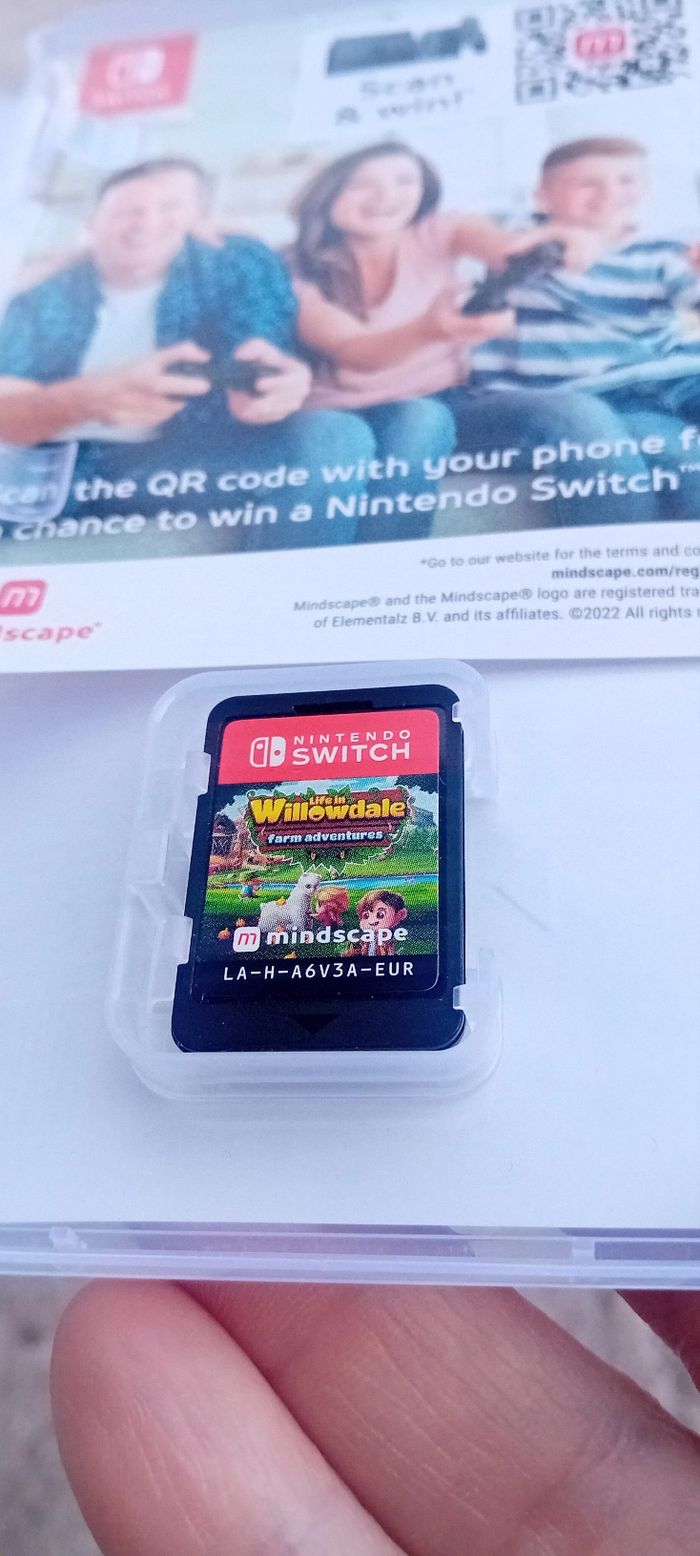 Scan
& win!
can the QR code with your phone f
chance to win a Nintendo Switch™
*Go to our website for the terms and co
mindscape.com/reg
Mindscape® and the Mindscape® logo are registered tra
of Elementalz B.V. and its affiliates. ©2022 All rights
m
dscape®
NINTENDO
SWITCH
Life in
Willowdale
farm adventures
m mindscape
LA-H-A6V3A-EUR